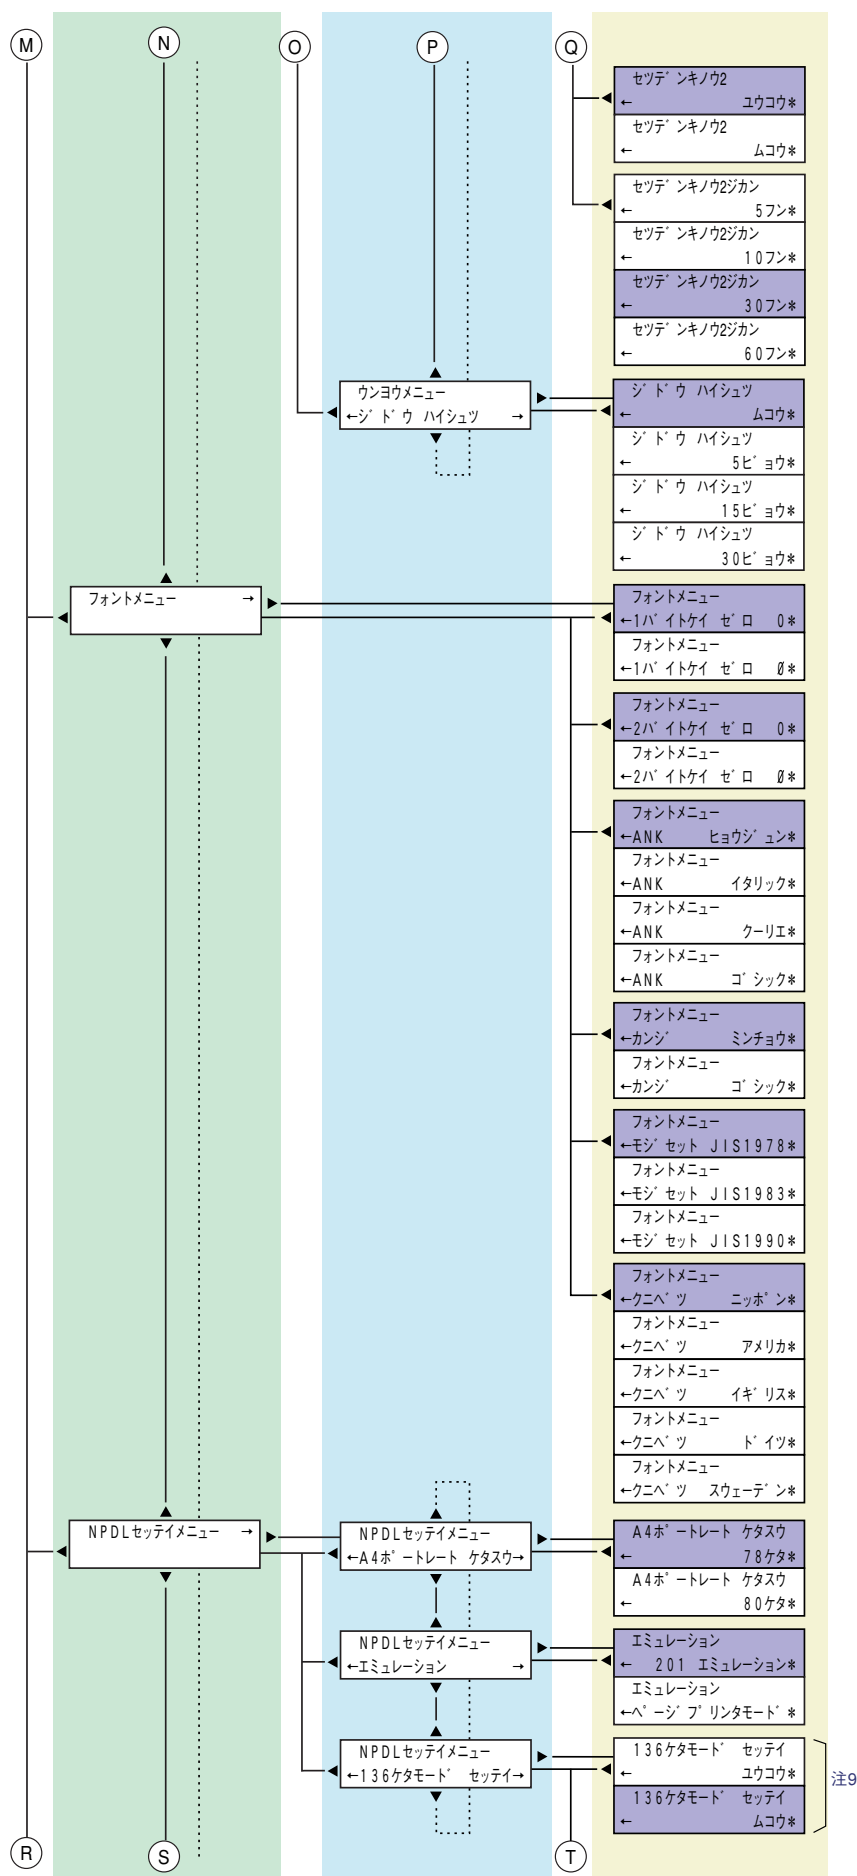 M
N
O
P
Q
セツデンキノウ2
← ユウコウ*
セツデンキノウ2
← ムコウ*
セツデンキノウ2ジカン
← 5フン*
セツデンキノウ2ジカン
← 10フン*
セツデンキノウ2ジカン
← 30フン*
セツデンキノウ2ジカン
← 60フン*
ウンヨウメニュー
←ジドウ ハイシュツ →
ジドウ ハイシュツ
← ムコウ*
ジドウ ハイシュツ
← 5ビョウ*
ジドウ ハイシュツ
← 15ビョウ*
ジドウ ハイシュツ
← 30ビョウ*
フォントメニュー →
フォントメニュー
←1バイトケイ ゼロ 0*
フォントメニュー
←1バイトケイ ゼロ Ø*
フォントメニュー
←2バイトケイ ゼロ 0*
フォントメニュー
←2バイトケイ ゼロ Ø*
フォントメニュー
←ANK ヒョウジュン*
フォントメニュー
←ANK イタリック*
フォントメニュー
←ANK クーリエ*
フォントメニュー
←ANK ゴシック*
フォントメニュー
←カンジ ミンチョウ*
フォントメニュー
←カンジ ゴシック*
フォントメニュー
←モジセット JIS1978*
フォントメニュー
←モジセット JIS1983*
フォントメニュー
←モジセット JIS1990*
フォントメニュー
←クニベツ ニッポン*
フォントメニュー
←クニベツ アメリカ*
フォントメニュー
←クニベツ イギリス*
フォントメニュー
←クニベツ ドイツ*
フォントメニュー
←クニベツ スウェーデン*
NPDLセッテイメニュー →
NPDLセッテイメニュー
←A4ポートレート ケタスウ→
A4ポートレート ケタスウ
← 78ケタ*
A4ポートレート ケタスウ
← 80ケタ*
NPDLセッテイメニュー
←エミュレーション →
エミュレーション
← 201 エミュレーション*
エミュレーション
←ページプリンタモード*
NPDLセッテイメニュー
←136ケタモード セッテイ→
136ケタモード セッテイ
← ユウコウ*
136ケタモード セッテイ
← ムコウ*
注9
R
S
T